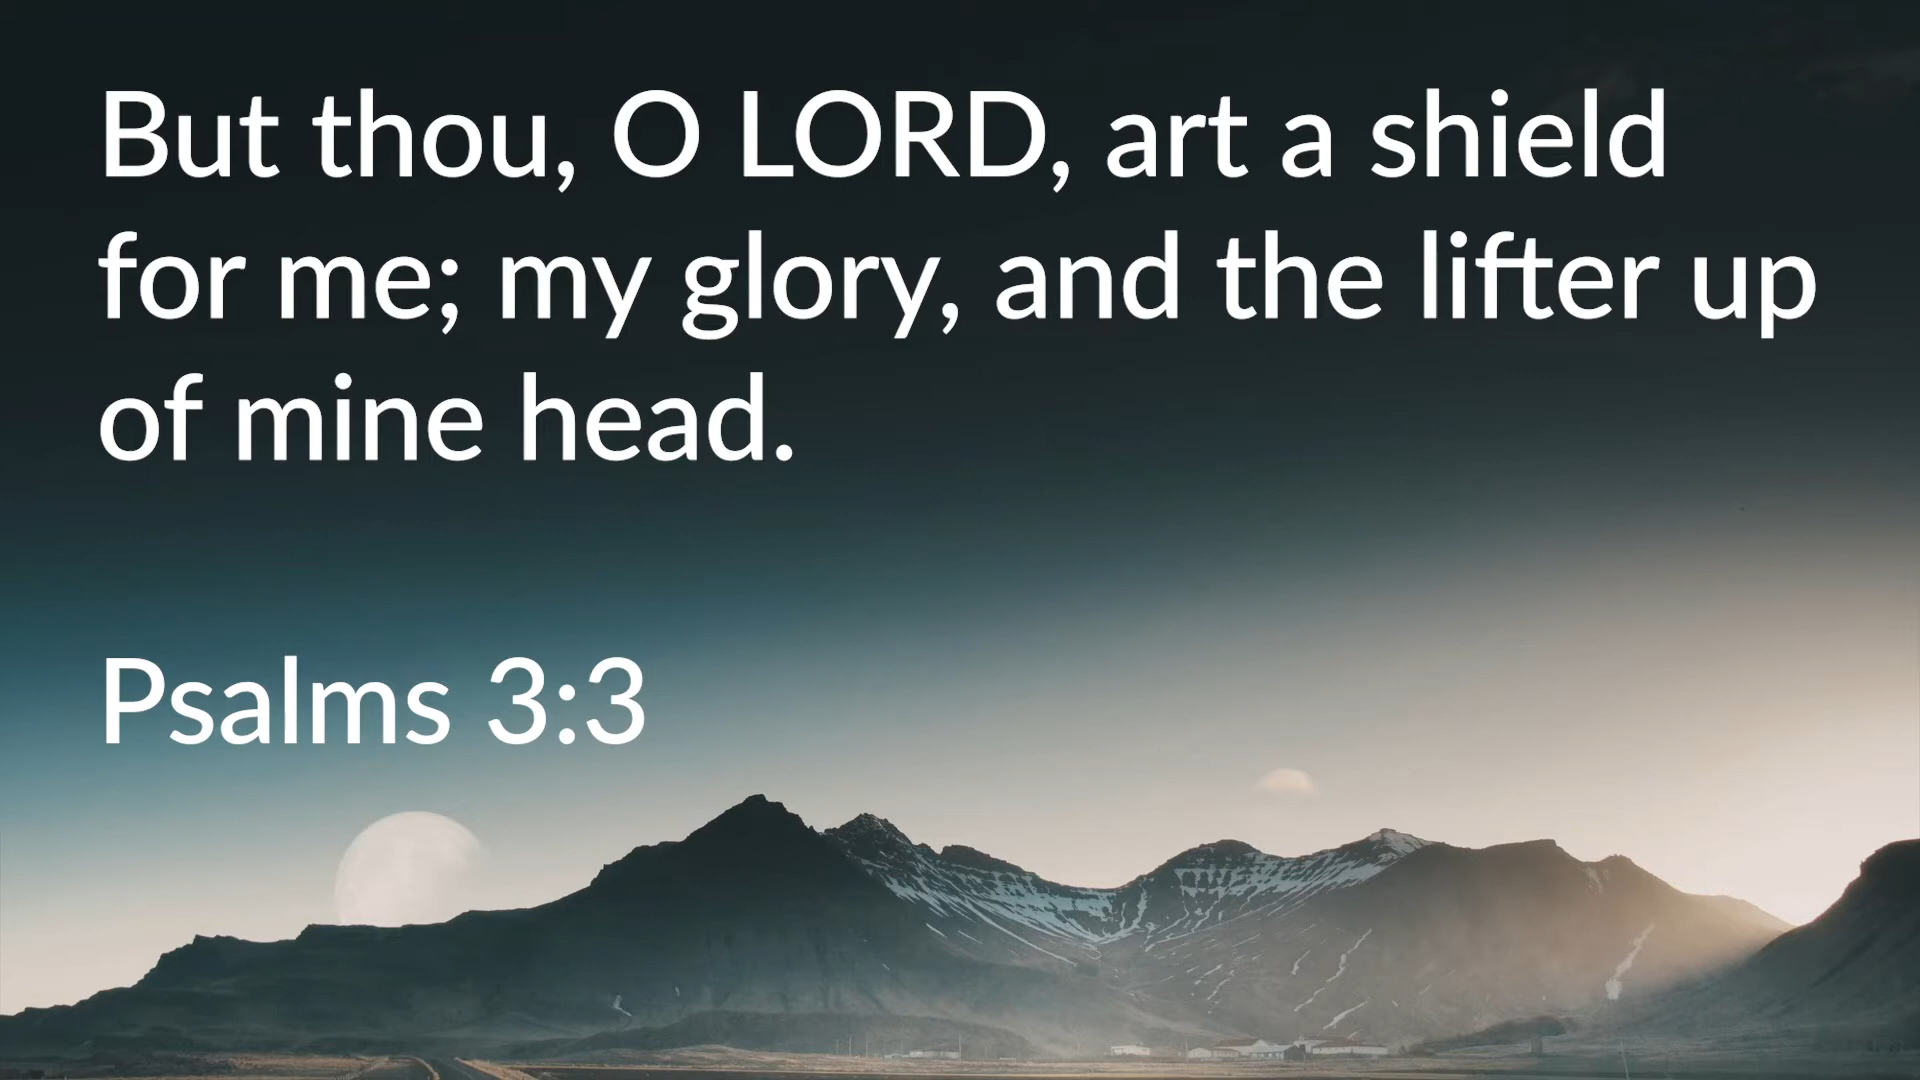 But thou, O LORD, art a shield
for me; my glory, and the lifter up
of mine head.
Psalms 3:3